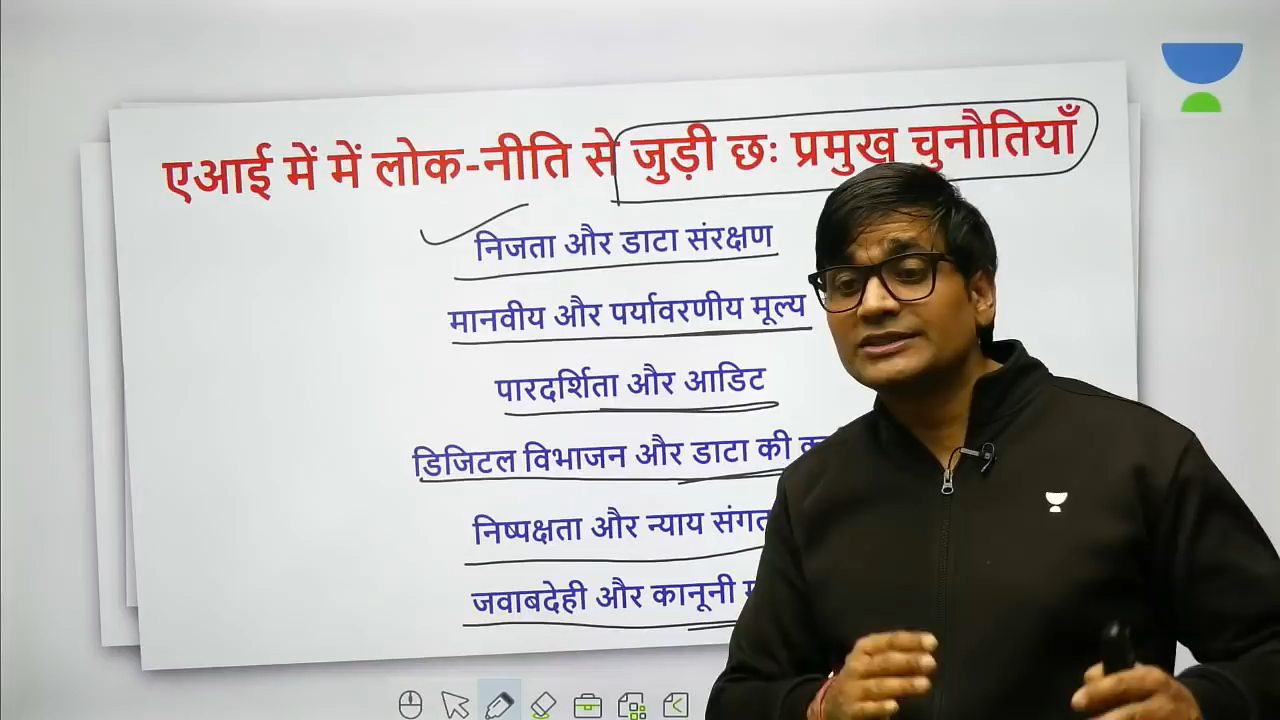 एआई में में लोक-नीति से जुड़ी छः प्रमुख चुनौतियाँ
निजता और डाटा संरक्षण
मानवीय और पर्यावरणीय मूल्य
पारदर्शिता और आडिट
डिजिटल विभाजन और डाटा की
निष्पक्षता और न्याय
जवाबदेही और कानूनी